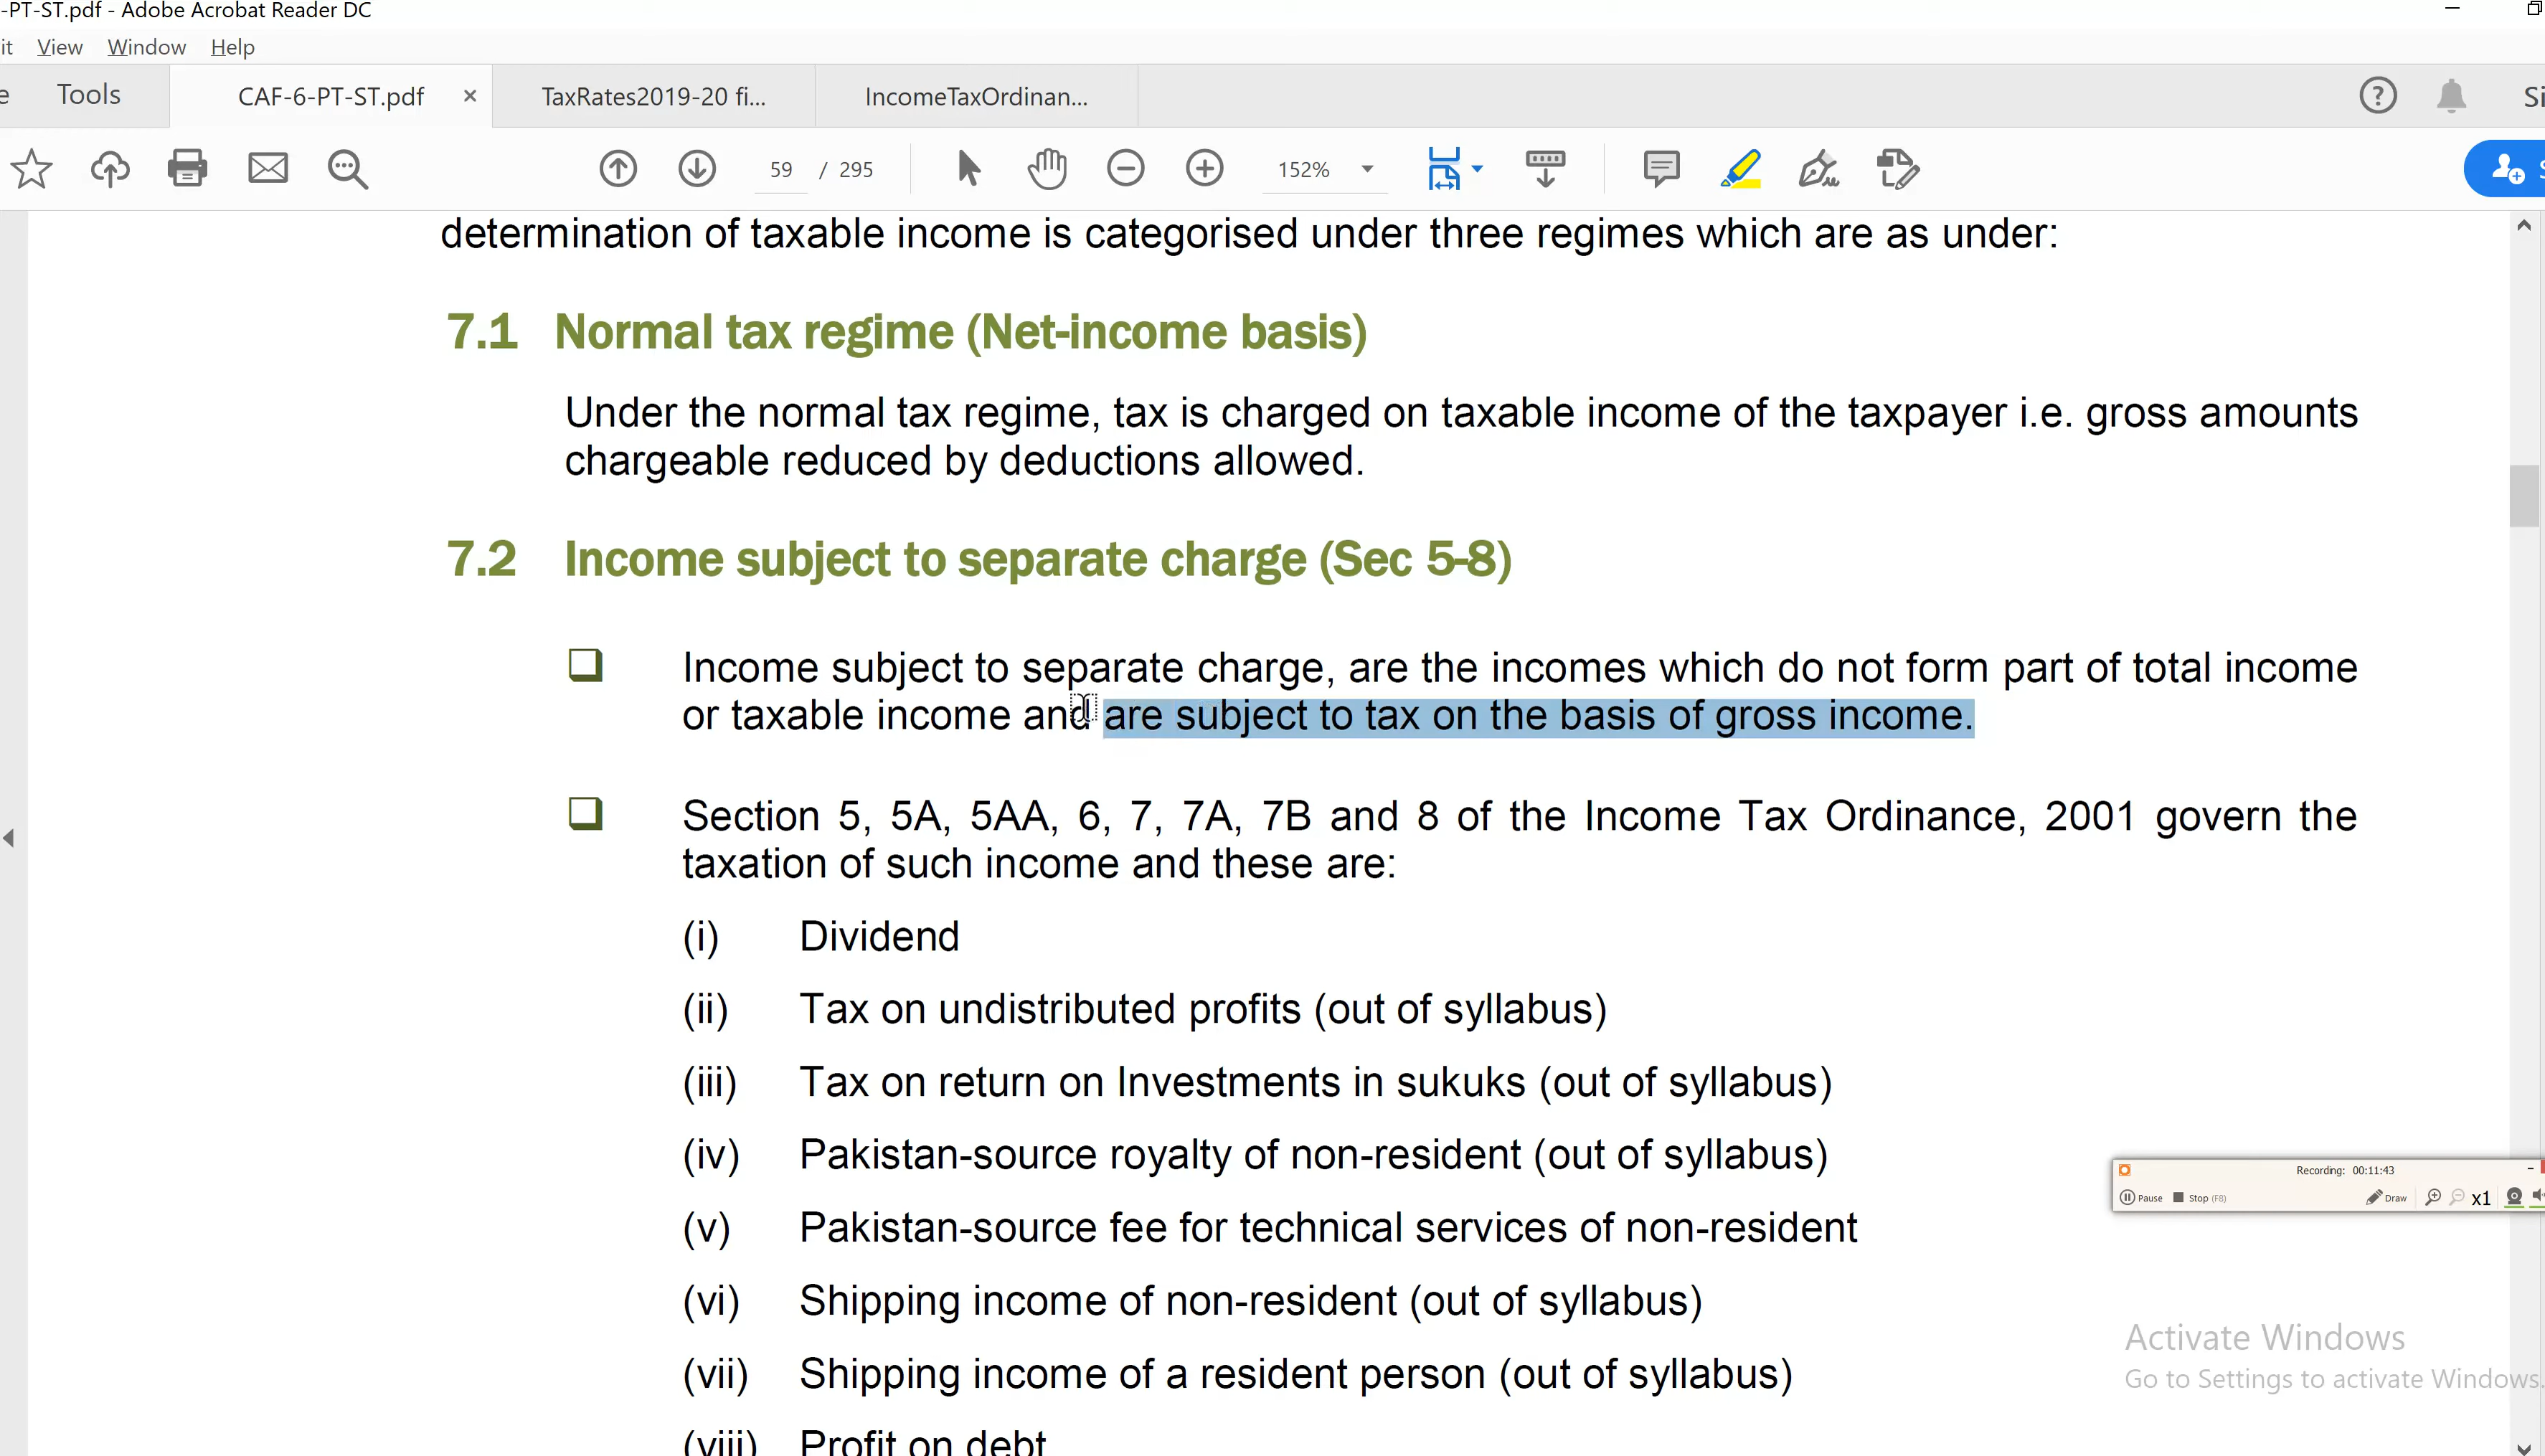 -PT-ST.pdf - Adobe Acrobat Reader DC
it View Window Help
e Tools CAF-6-PT-ST.pdf × TaxRates2019-20 fi... IncomeTaxOrdinan... ? Si
59 / 295 152%
determination of taxable income is categorised under three regimes which are as under:
7.1 Normal tax regime (Net-income basis)
Under the normal tax regime, tax is charged on taxable income of the taxpayer i.e. gross amounts
chargeable reduced by deductions allowed.
7.2 Income subject to separate charge (Sec 5-8)
❑ Income subject to separate charge, are the incomes which do not form part of total income
or taxable income and are subject to tax on the basis of gross income.
❑ Section 5, 5A, 5AA, 6, 7, 7A, 7B and 8 of the Income Tax Ordinance, 2001 govern the
taxation of such income and these are:
(i) Dividend
(ii) Tax on undistributed profits (out of syllabus)
(iii) Tax on return on Investments in sukuks (out of syllabus)
(iv) Pakistan-source royalty of non-resident (out of syllabus)
(v) Pakistan-source fee for technical services of non-resident
(vi) Shipping income of non-resident (out of syllabus)
(vii) Shipping income of a resident person (out of syllabus)
(viii) Profit on debt
Recording: 00:11:43
Pause Stop (F8) Draw x1
Activate Windows
Go to Settings to activate Windows.